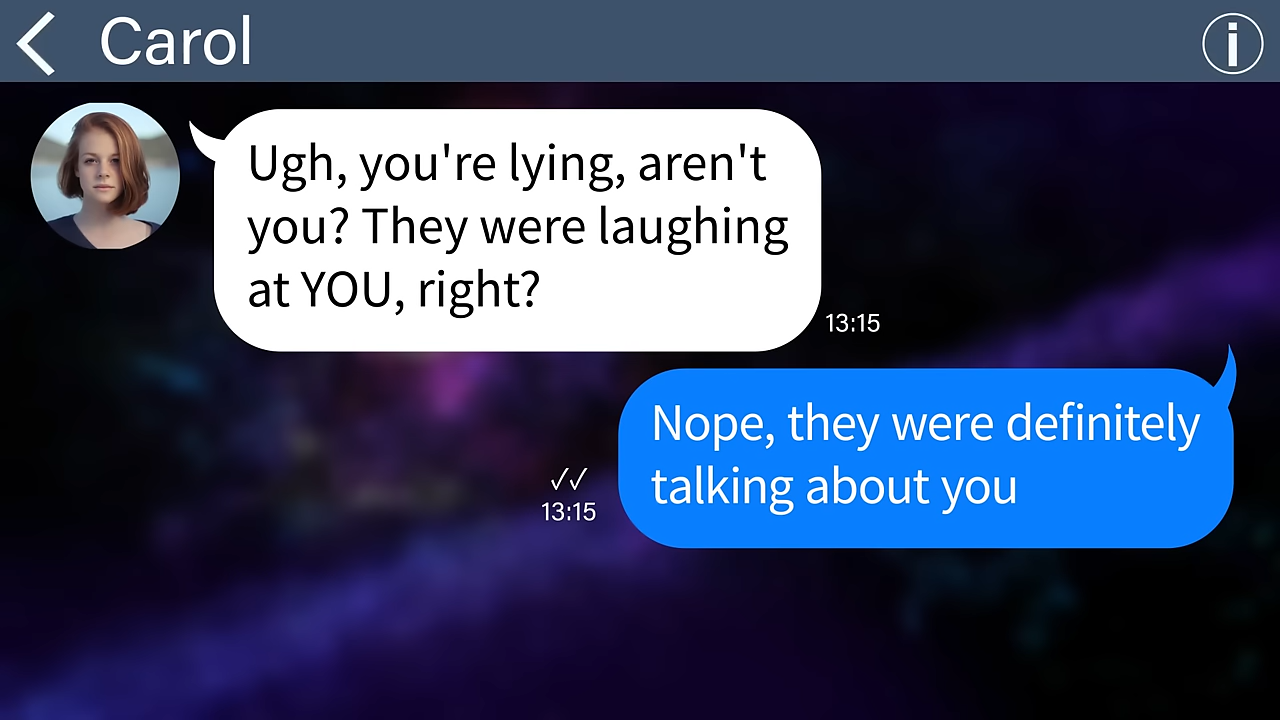 Carol
Ugh, you're lying, aren't
you? They were laughing
at YOU, right?
13:15
Nope, they were definitely
talking about you
13:15